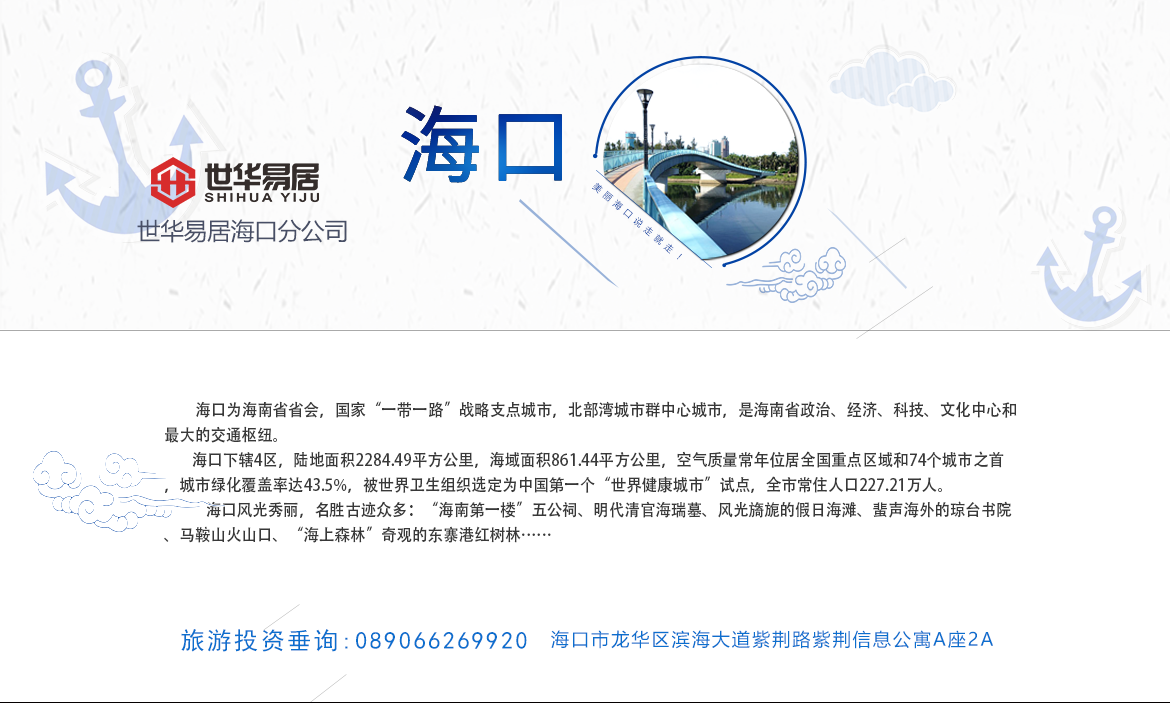 世华易居
SHIHUA YIJU
世华易居海口分公司
海口
美丽海口说走就走！
海口为海南省省会，国家“一带一路”战略支点城市，北部湾城市群中心城市，是海南省政治、经济、科技、文化中心和
最大的交通枢纽。
海口下辖4区，陆地面积2284.49平方公里，海域面积861.44平方公里，空气质量常年位居全国重点区域和74个城市之首
，城市绿化覆盖率达43.5%，被世界卫生组织选定为中国第一个“世界健康城市”试点，全市常住人口227.21万人。
海口风光秀丽，名胜古迹众多：“海南第一楼”五公祠、明代清官海瑞墓、风光旖旎的假日海滩、蜚声海外的琼台书院
、马鞍山火山口、“海上森林”奇观的东寨港红树林……
旅游投资垂询:089066269920 海口市龙华区滨海大道紫荆路紫荆信息公寓A座2A